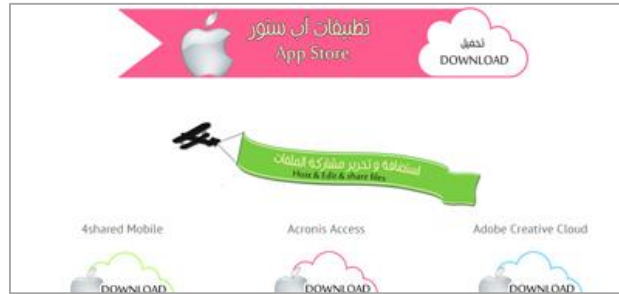 تطبيقات آب ستور
App Store
تحميل
DOWNLOAD
استضافة و تحرير مشاركة الملفات
Host & Edit & share files
4shared Mobile
Acronis Access
Adobe Creative Cloud
DOWNLOAD
DOWNLOAD
DOWNLOAD